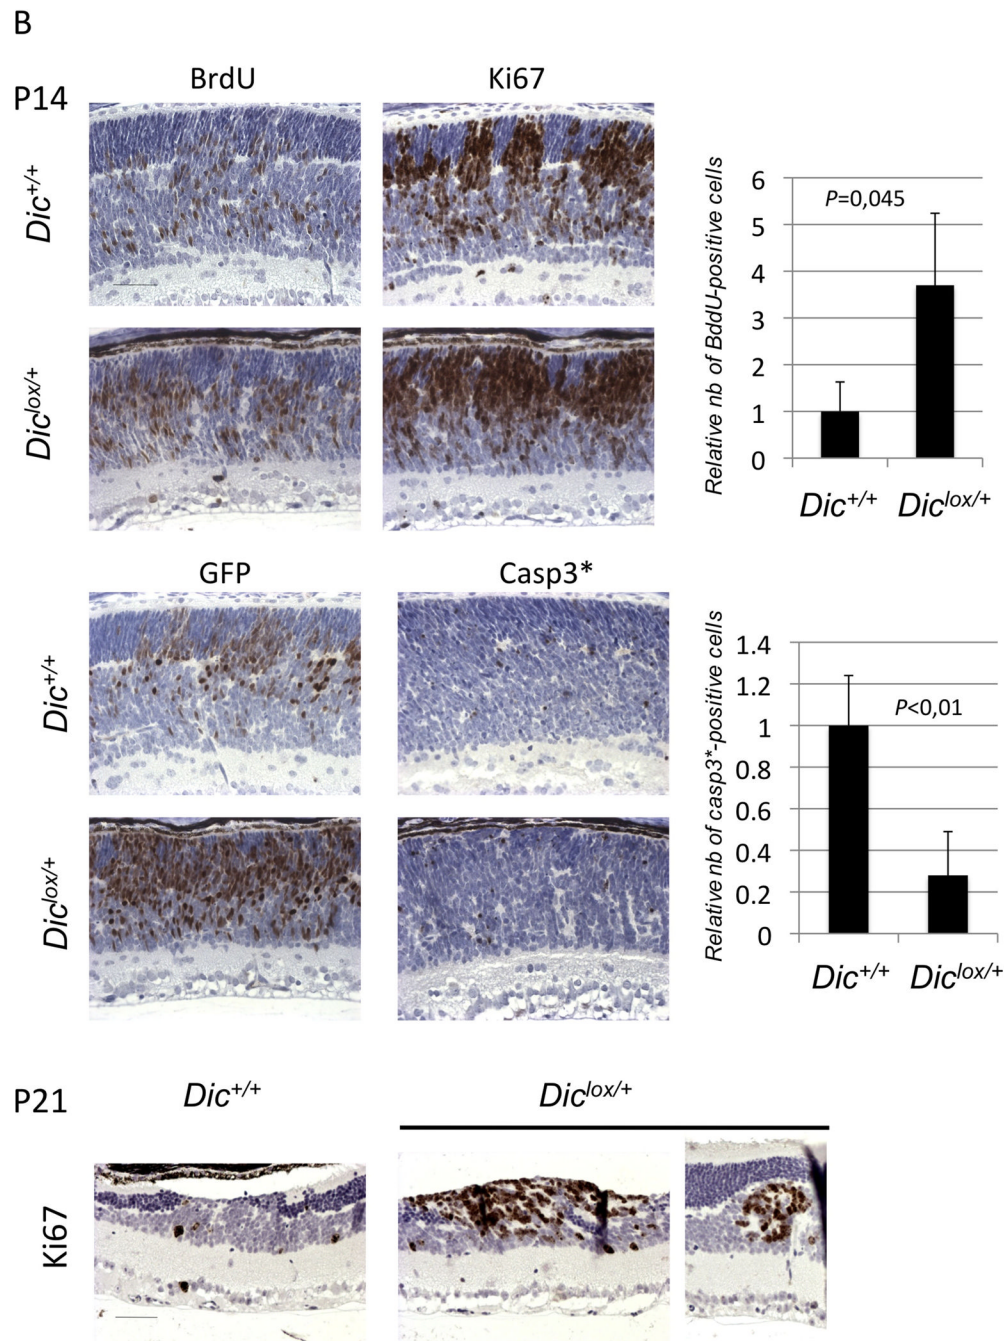 B
P14
BrdU
Ki67
Dic+/+
Diclox/+
Relative nb of BddU-positive cells
6
5
4
3
2
1
0
P=0,045
Dic+/+
Diclox/+
GFP
Casp3*
Dic+/+
Diclox/+
Relative nb of casp3*-positive cells
1.4
1.2
1
0.8
0.6
0.4
0.2
0
P<0,01
Dic+/+
Diclox/+
P21
Dic+/+
Diclox/+
Ki67